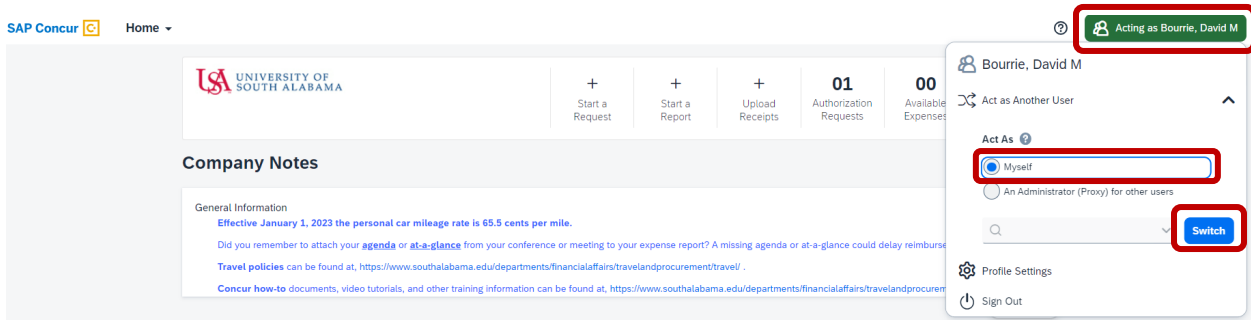 SAP Concur C Home
Acting as Bourrie, David M
UNIVERSITY OF
SOUTH ALABAMA
+
Start a
Request
+
Start a
Report
+
Upload
Receipts
01
Authorization
Requests
00
Available
Expenses
Company Notes
General Information
Effective January 1, 2023 the personal car mileage rate is 65.5 cents per mile.
Did you remember to attach your agenda or at-a-glance from your conference or meeting to your expense report? A missing agenda or at-a-glance could delay reimburse
Travel policies can be found at, https://www.southalabama.edu/departments/financialaffairs/travelandprocurement/travel/ .
Concur how-to documents, video tutorials, and other training information can be found at, https://www.southalabama.edu/departments/financialaffairs/travelandprocurem
Bourrie, David M
Act as Another User
Act As ?
Myself
An Administrator (Proxy) for other users
Switch
Profile Settings
Sign Out